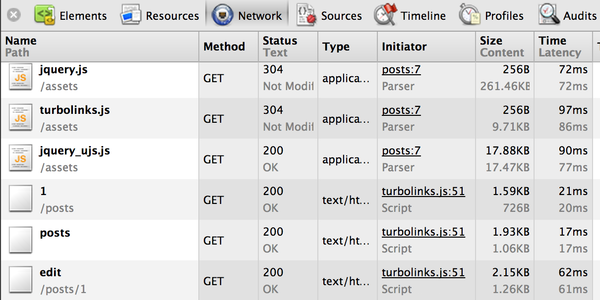 Elements Resources Network Sources Timeline Profiles Audits
Name Method Status Type Initiator Size Time
Path Text Content Latency
jquery.js GET 304 applica... posts:7 256B 72ms
/assets Not Modif Parser 261.46KB 72ms
turbolinks.js GET 304 applica... posts:7 256B 97ms
/assets Not Modif Parser 9.71KB 86ms
jquery_ujs.js GET 200 applica... posts:7 17.88KB 90ms
/assets OK Parser 17.47KB 77ms
1 GET 200 text/ht... turbolinks.js:51 1.59KB 21ms
/posts OK Script 726B 20ms
posts GET 200 text/ht... turbolinks.js:51 1.93KB 17ms
OK Script 1.06KB 17ms
edit GET 200 text/ht... turbolinks.js:51 2.15KB 62ms
/posts/1 OK Script 1.26KB 61ms
JS
JS
JS